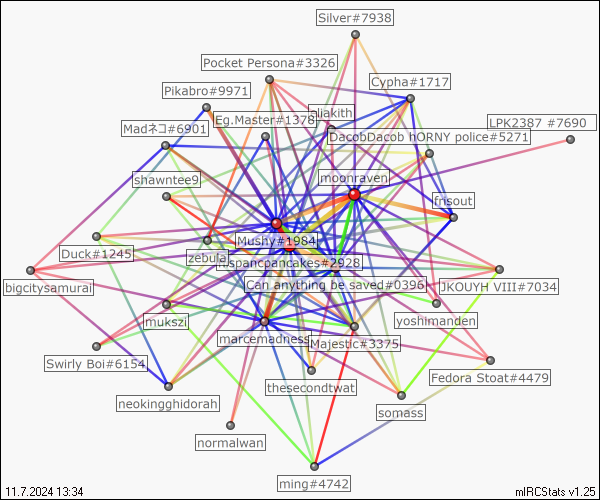 Silver#7938
Pocket Persona#3326
Cypha#1717
Pikabro#9971
Eg.Master#1378
LPK2387 #7690
Madネコ#6901
DacobDacob hORNY police#5271
shawntee9
moonraven
frisout
Mushy#1984
Duck#1245
zebula
#2928
Can anything be saved#0396
bigcitysamurai
JKOUYH VIII#7034
mukszi
yoshmanden
marcemadness
Majestic#3375
Swirly Boi#6154
Fedora Stoat#4479
thesecondtwat
neokingghidorah
somass
normalwan
ming#4742
11.7.2024 13:34
mIRCStats v1.25